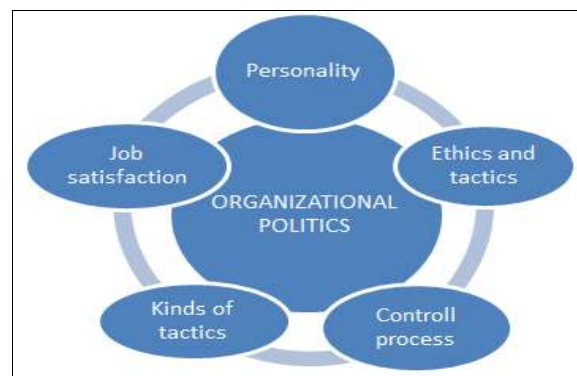 Personality
Job
satisfaction
Ethics and
tactics
ORGANIZATIONAL
POLITICS
Kinds of
tactics
Controll
process